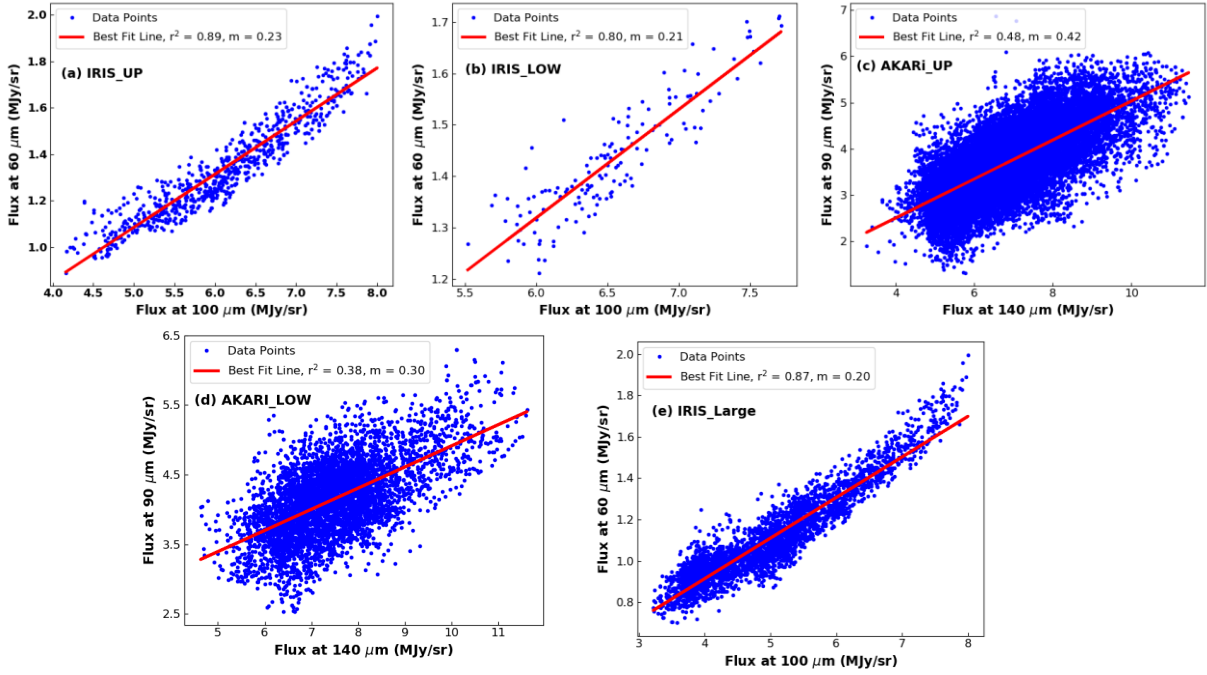 Data Points
Best Fit Line, r² = 0.89, m = 0.23
(a) IRIS_UP
Flux at 60 μm (MJy/sr)
2.0
1.8
1.6
1.4
1.2
1.0
4.0 4.5 5.0 5.5 6.0 6.5 7.0 7.5 8.0
Flux at 100 μm (MJy/sr)
Data Points
Best Fit Line, r² = 0.80, m = 0.21
(b) IRIS_LOW
Flux at 60 μm (MJy/sr)
1.7
1.6
1.5
1.4
1.3
1.2
5.5 6.0 6.5 7.0 7.5
Flux at 100 μm (MJy/sr)
Data Points
Best Fit Line, r² = 0.48, m = 0.42
(c) AKARi_UP
Flux at 90 μm (MJy/sr)
7
6
5
4
3
2
4 6 8 10
Flux at 140 μm (MJy/sr)
Data Points
Best Fit Line, r² = 0.38, m = 0.30
(d) AKARI_LOW
Flux at 90 μm (MJy/sr)
6.5
5.5
4.5
3.5
2.5
5 6 7 8 9 10 11
Flux at 140 μm (MJy/sr)
Data Points
Best Fit Line, r² = 0.87, m = 0.20
(e) IRIS_Large
Flux at 60 μm (MJy/sr)
2.0
1.8
1.6
1.4
1.2
1.0
0.8
3 4 5 6 7 8
Flux at 100 μm (MJy/sr)